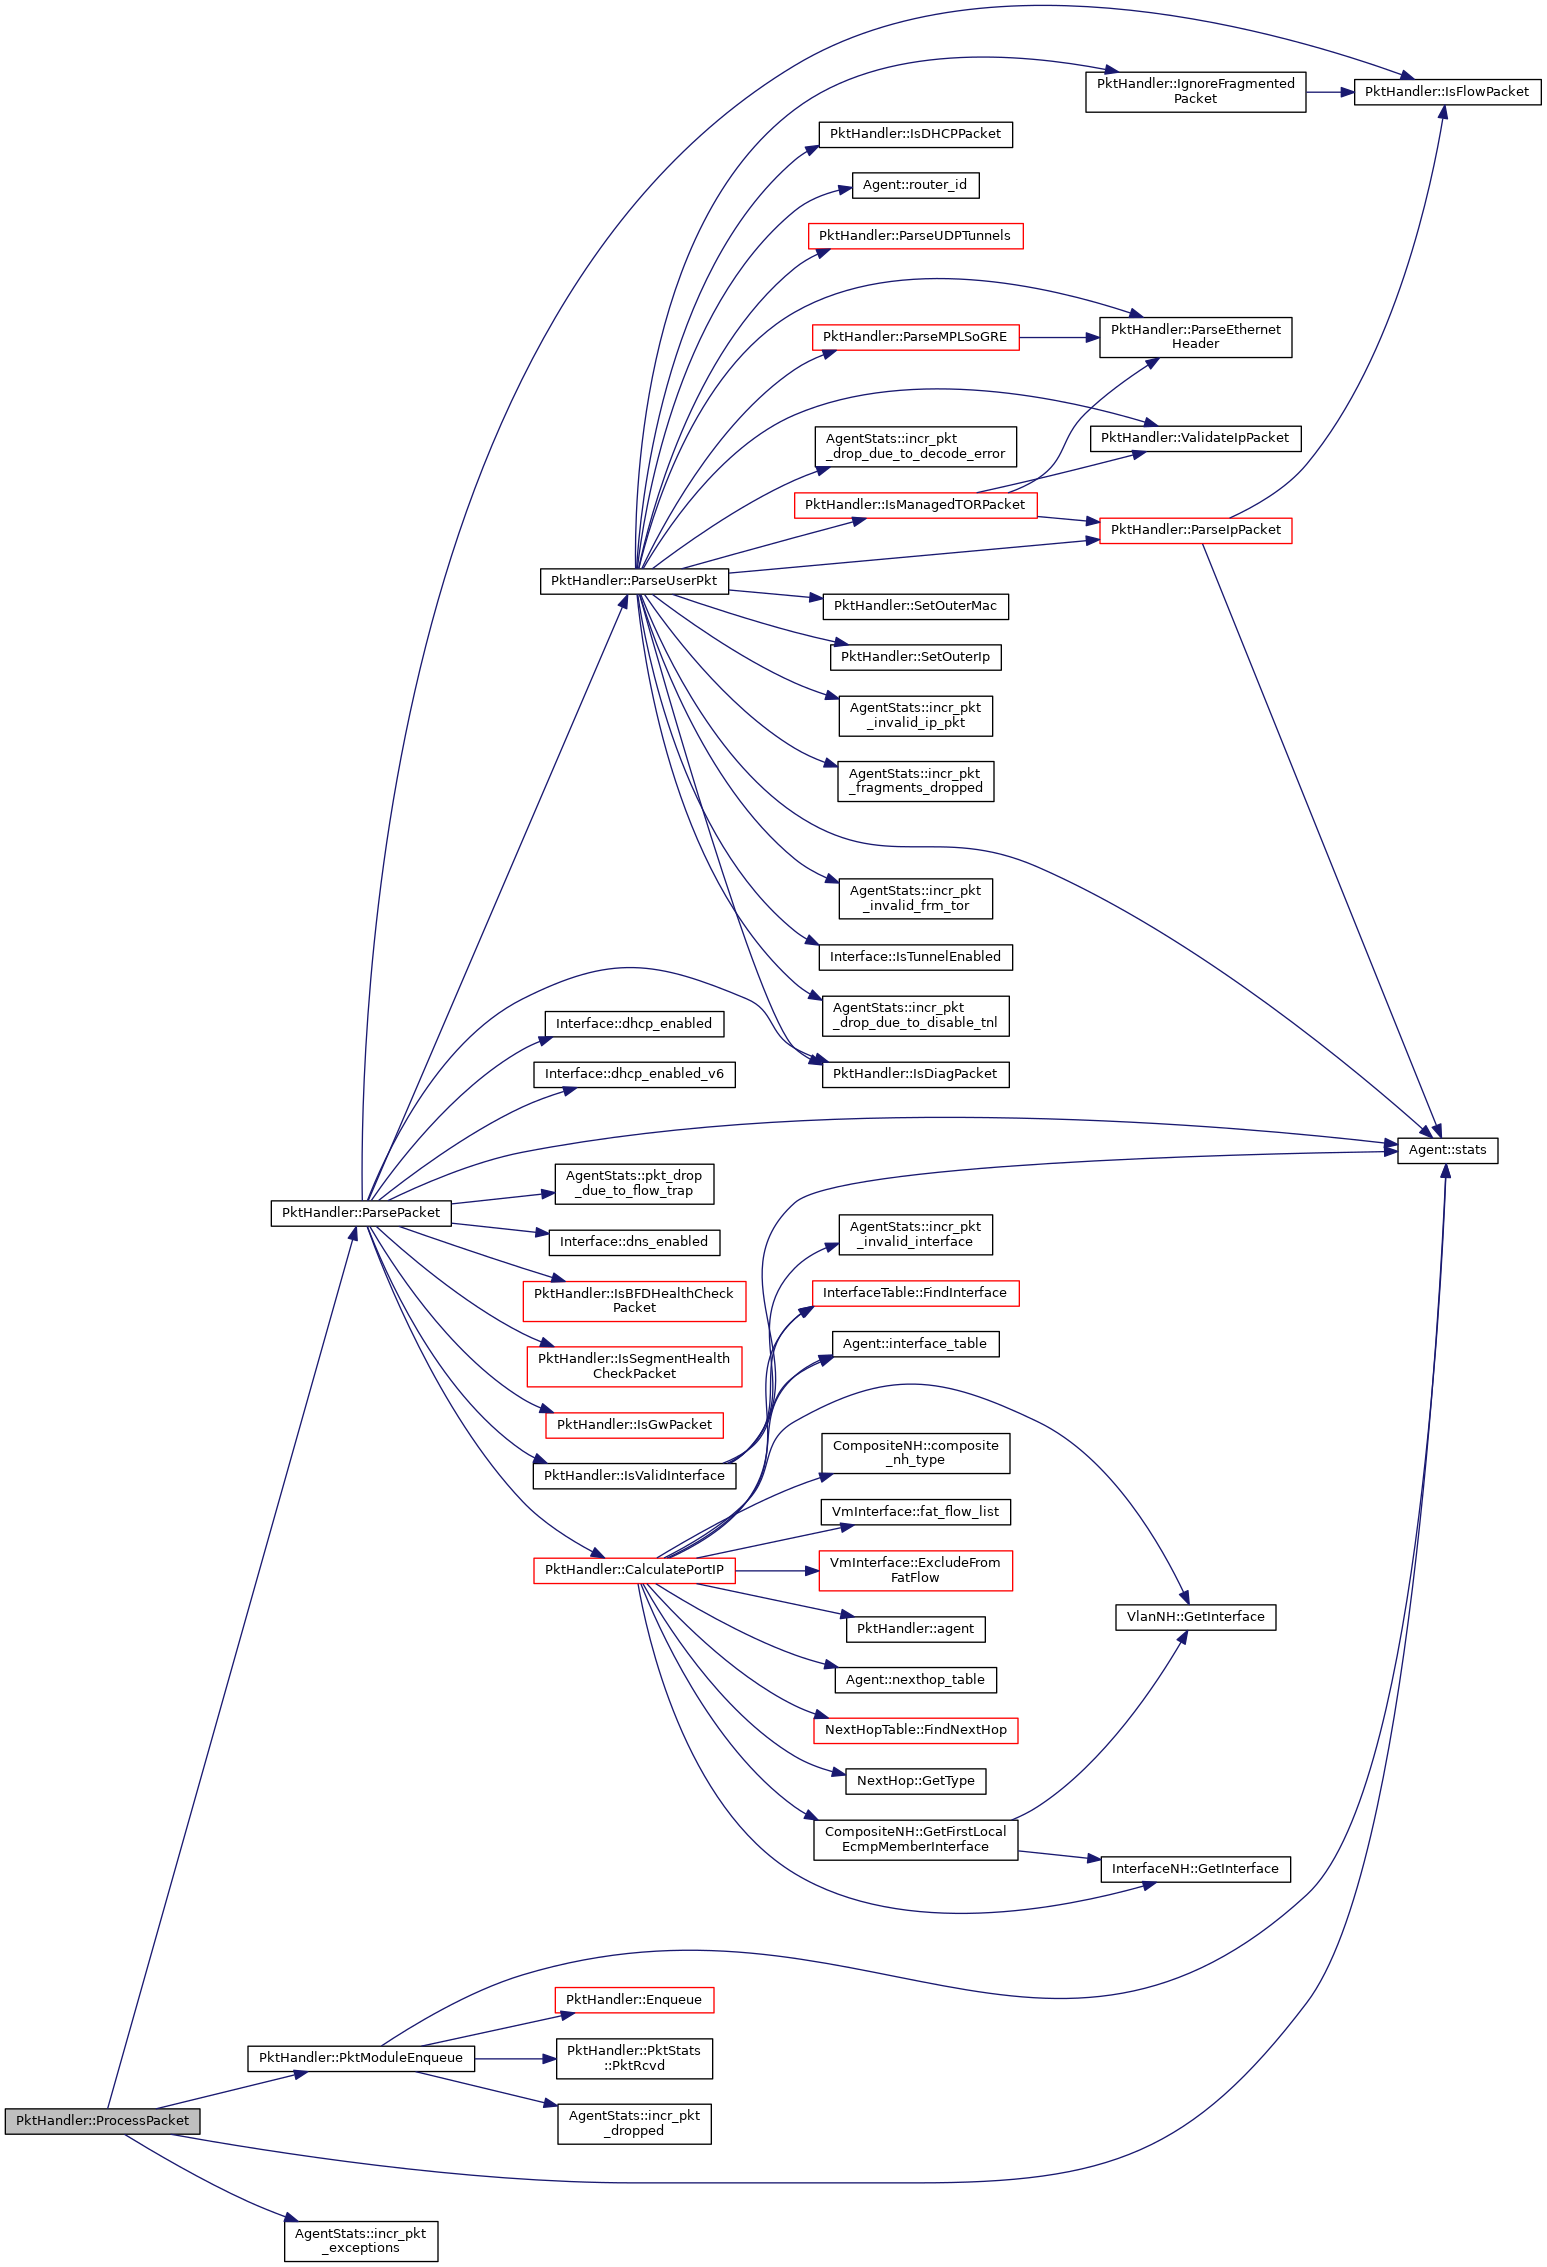 PktHandler::IgnoreFragmented
Packet
PktHandler::IsFlowPacket
PktHandler::IsDHCPPacket
Agent::router_id
PktHandler::ParseUDPTunnels
PktHandler::ParseMPLSoGRE
PktHandler::ParseEthernet
Header
AgentStats::incr_pkt
_drop_due_to_decode_error
PktHandler::ValidateIpPacket
PktHandler::IsManagedTORPacket
PktHandler::ParseIpPacket
PktHandler::ParseUserPkt
PktHandler::SetOuterMac
PktHandler::SetOuterIp
AgentStats::incr_pkt
_invalid_ip_pkt
AgentStats::incr_pkt
_fragments_dropped
AgentStats::incr_pkt
_invalid_frm_tor
Interface::IsTunnelEnabled
AgentStats::incr_pkt
_drop_due_to_disable_tnl
Interface::dhcp_enabled
Interface::dhcp_enabled_v6
PktHandler::IsDiagPacket
Agent::stats
AgentStats::pkt_drop
_due_to_flow_trap
PktHandler::ParsePacket
Interface::dns_enabled
AgentStats::incr_pkt
_invalid_interface
PktHandler::IsBFDHealthCheck
Packet
InterfaceTable::FindInterface
Agent::interface_table
PktHandler::IsSegmentHealth
CheckPacket
PktHandler::IsGwPacket
CompositeNH::composite
_nh_type
PktHandler::IsValidInterface
VmInterface::fat_flow_list
PktHandler::CalculatePortIP
VmInterface::ExcludeFrom
FatFlow
VlanNH::GetInterface
PktHandler::agent
Agent::nexthop_table
NextHopTable::FindNextHop
NextHop::GetType
CompositeNH::GetFirstLocal
EcmpMemberInterface
InterfaceNH::GetInterface
PktHandler::Enqueue
PktHandler::PktModuleEnqueue
PktHandler::PktStats
::PktRcvd
PktHandler::ProcessPacket
AgentStats::incr_pkt
_dropped
AgentStats::incr_pkt
_exceptions